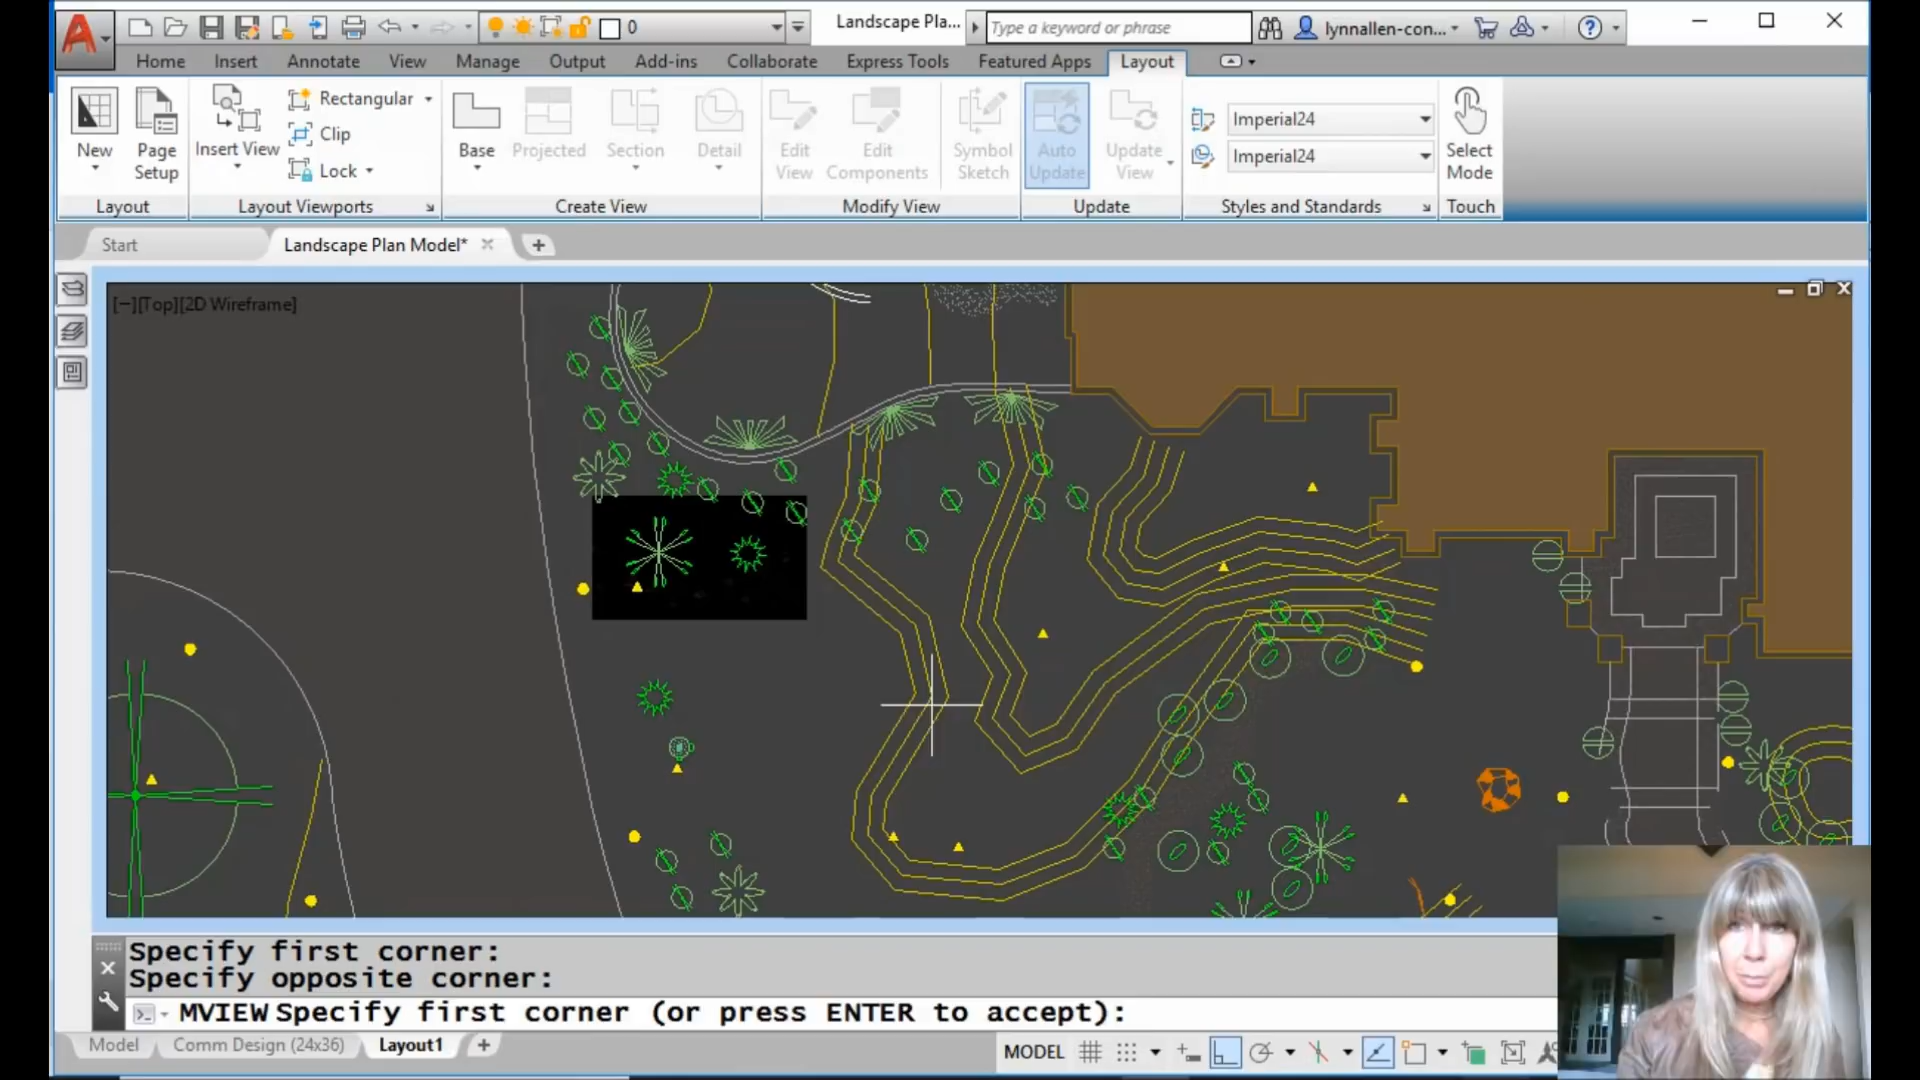 0
Landscape Pla...
Type a keyword or phrase
lynnallen-con...
Home Insert Annotate View Manage Output Add-ins Collaborate Express Tools Featured Apps Layout
New
Page
Setup
Layout
Insert View
Rectangular
Clip
Lock
Layout Viewports
Base
Projected
Section
Detail
Create View
Edit
View
Edit
Components
Symbol
Sketch
Modify View
Auto
Update
Update
View
Update
Imperial24
Imperial24
Styles and Standards
Select
Mode
Touch
Start
Landscape Plan Model*
[−][Top][2D Wireframe]
Specify first corner:
Specify opposite corner:
MVIEW Specify first corner (or press ENTER to accept):
Model Comm Design (24x36) Layout1
MODEL